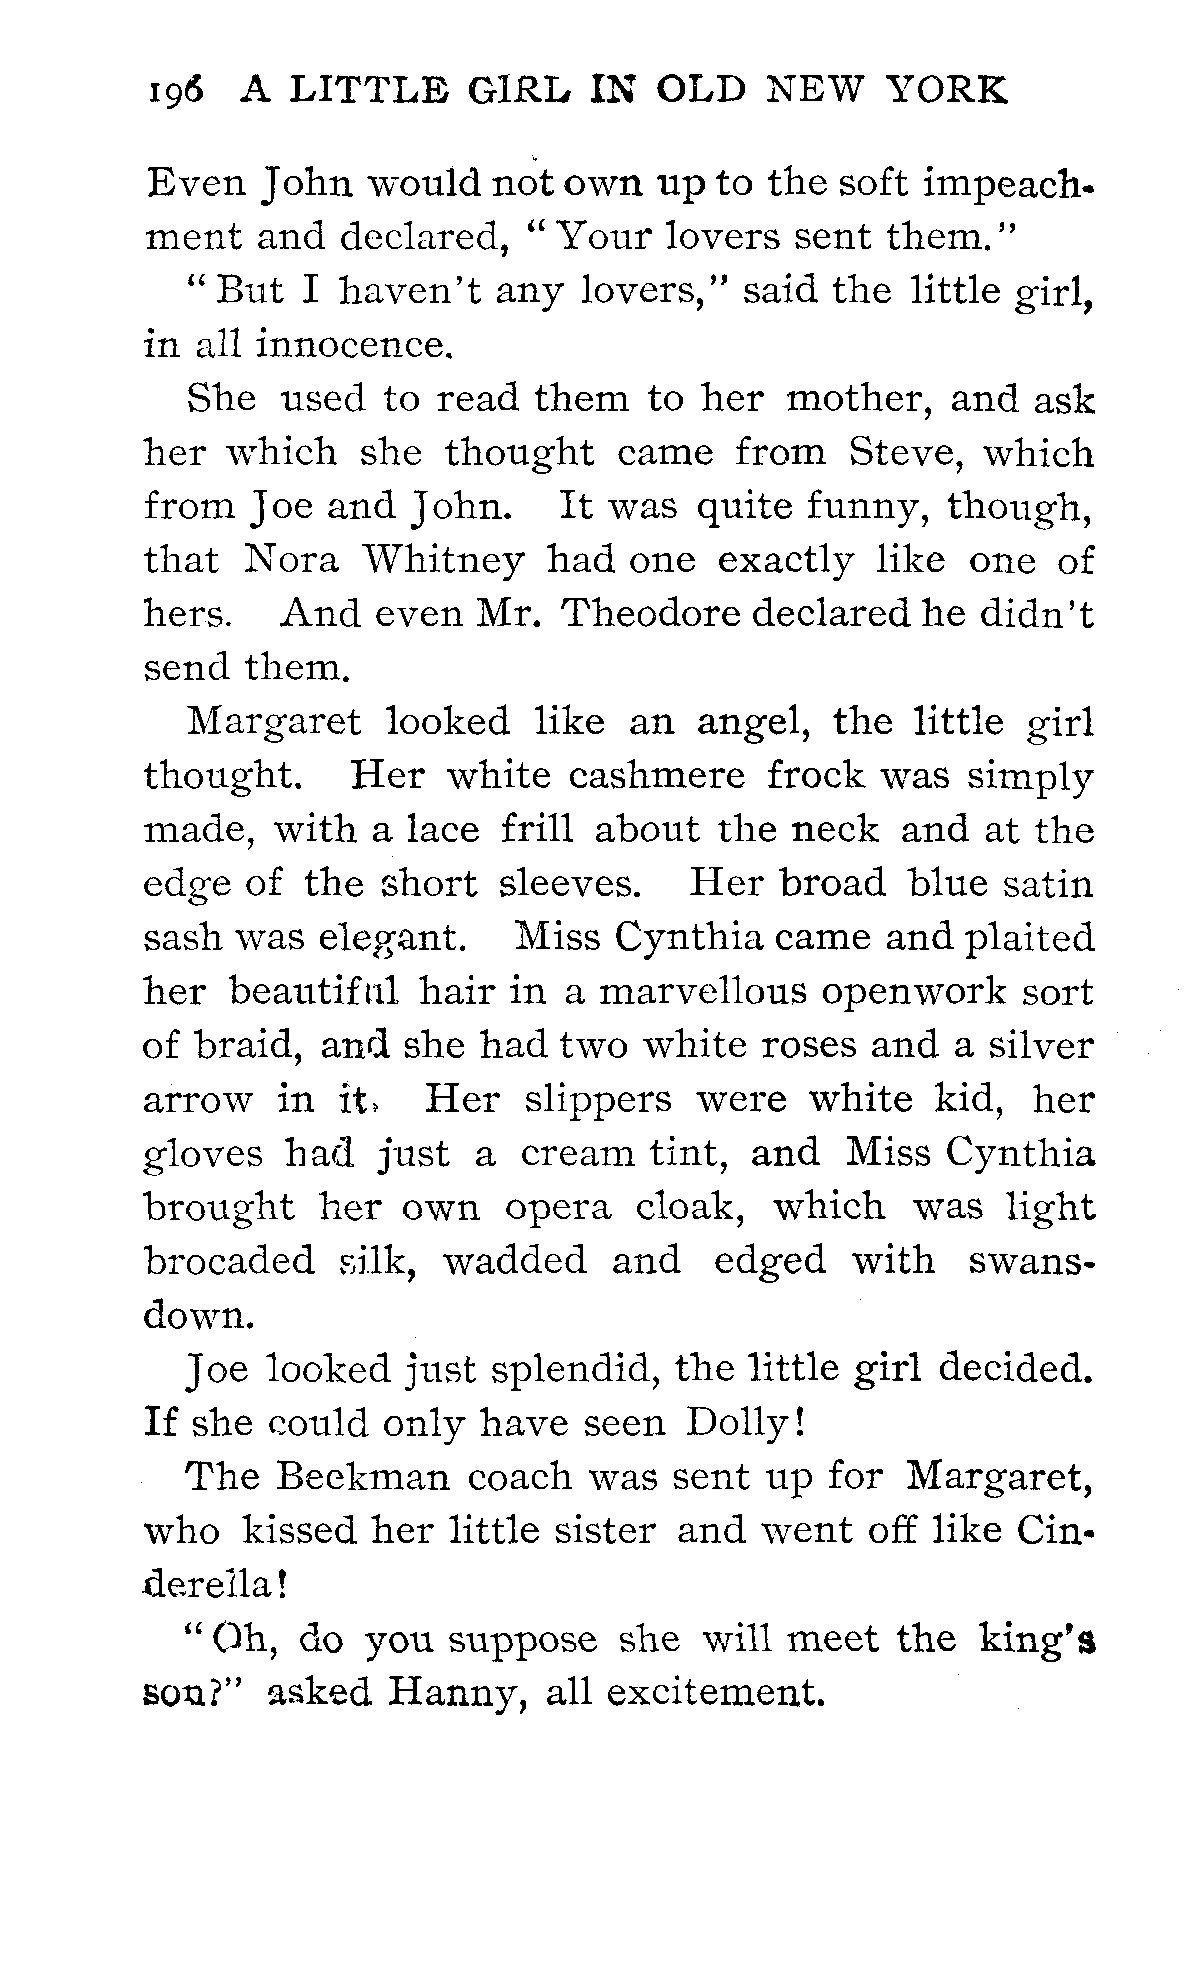 196 A LITTLE GIRL IN OLD NEW YORK
Even John would not own up to the soft impeach-
ment and declared, "Your lovers sent them."
"But I haven't any lovers," said the little girl,
in all innocence.
She used to read them to her mother, and ask
her which she thought came from Steve, which
from Joe and John. It was quite funny, though,
that Nora Whitney had one exactly like one of
hers. And even Mr. Theodore declared he didn't
send them.
Margaret looked like an angel, the little girl
thought. Her white cashmere frock was simply
made, with a lace frill about the neck and at the
edge of the short sleeves. Her broad blue satin
sash was elegant. Miss Cynthia came and plaited
her beautiful hair in a marvellous openwork sort
of braid, and she had two white roses and a silver
arrow in it. Her slippers were white kid, her
gloves had just a cream tint, and Miss Cynthia
brought her own opera cloak, which was light
brocaded silk, wadded and edged with swans-
down.
Joe looked just splendid, the little girl decided.
If she could only have seen Dolly!
The Beekman coach was sent up for Margaret,
who kissed her little sister and went off like Cin-
derella!
"Oh, do you suppose she will meet the king's
son?" asked Hanny, all excitement.